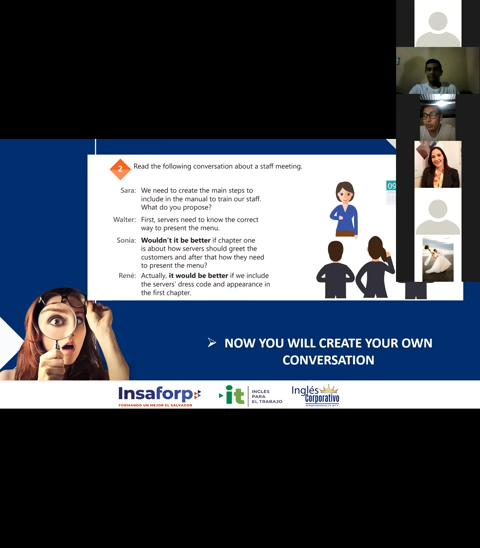 2 Read the following conversation about a staff meeting.
Sara: We need to create the main steps to
include in the manual to train our staff.
What do you propose?
Walter: First, servers need to know the correct
way to present the menu.
Sonia: Wouldn't it be better if chapter one
is about how servers should greet the
customers and after that how they need
to present the menu?
René: Actually, it would be better if we include
the servers' dress code and appearance in
the first chapter.
09
➢ NOW YOU WILL CREATE YOUR OWN
CONVERSATION
Insaforp
FORMANDO UN MEJOR EL SALVADOR
it
INGLÉS
PARA
EL TRABAJO
Inglés
Corporativo